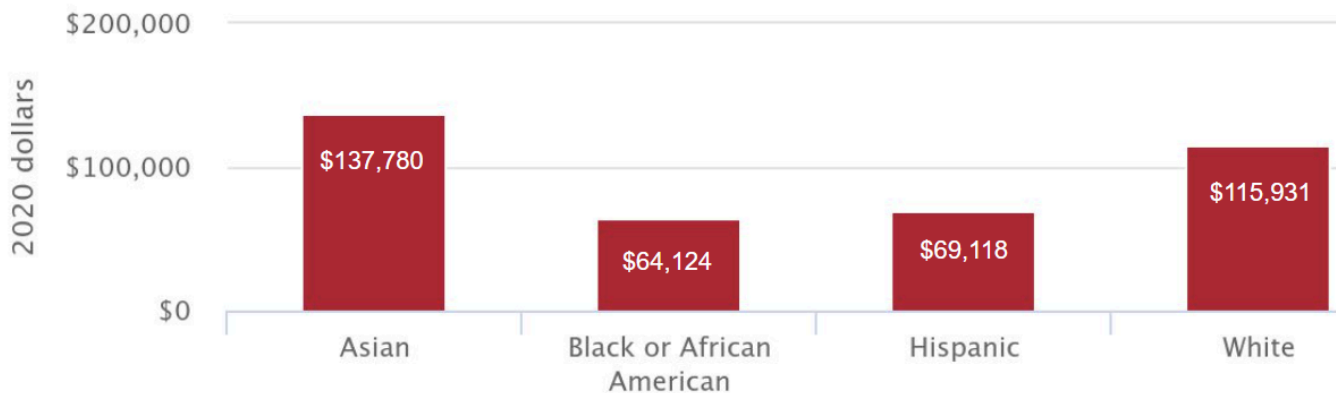 2020 dollars
$200,000
$100,000
$0
$137,780
$64,124
$69,118
$115,931
Asian
Black or African
American
Hispanic
White